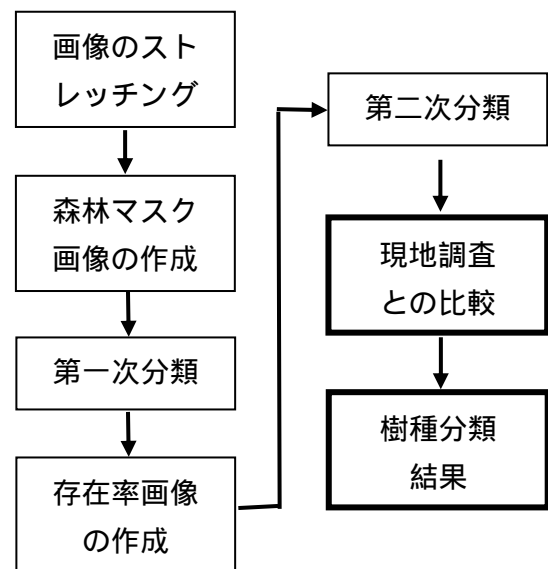 画像のスト
レッチング
森林マスク
画像の作成
第一次分類
存在率画像
の作成
第二次分類
現地調査
との比較
樹種分類
結果